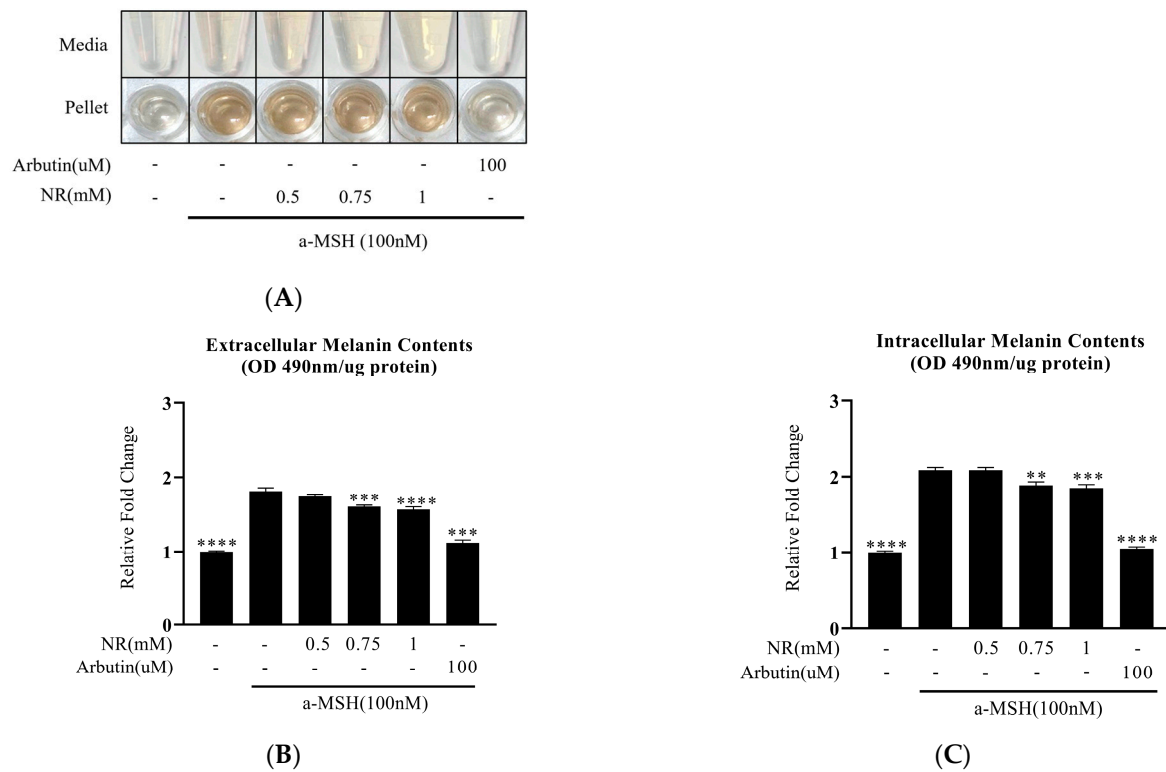 Media
Pellet
Arbutin(uM) - - - - - 100
NR(mM) - - 0.5 0.75 1 -
a-MSH (100nM)
(A)
Extracellular Melanin Contents
(OD 490nm/ug protein)
Relative Fold Change
3
2
1
0
**** *** **** ***
NR(mM) - - 0.5 0.75 1 -
Arbutin(uM) - - - - - 100
a-MSH(100nM)
(B)
Intracellular Melanin Contents
(OD 490nm/ug protein)
Relative Fold Change
3
2
1
0
**** ** *** ****
NR(mM) - - 0.5 0.75 1 -
Arbutin(uM) - - - - - 100
a-MSH(100nM)
(C)